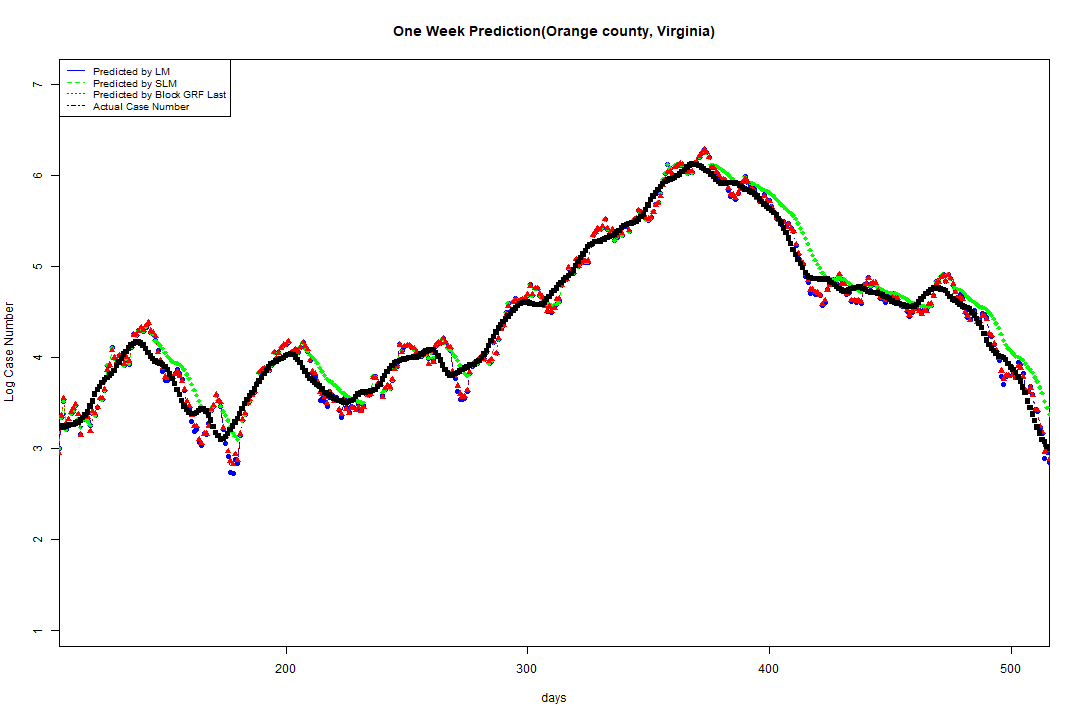 One Week Prediction(Orange county, Virginia)
Predicted by LM
Predicted by SLM
Predicted by Block GRF Last
Actual Case Number
Log Case Number
7
6
5
4
3
2
1
200
300
400
500
days